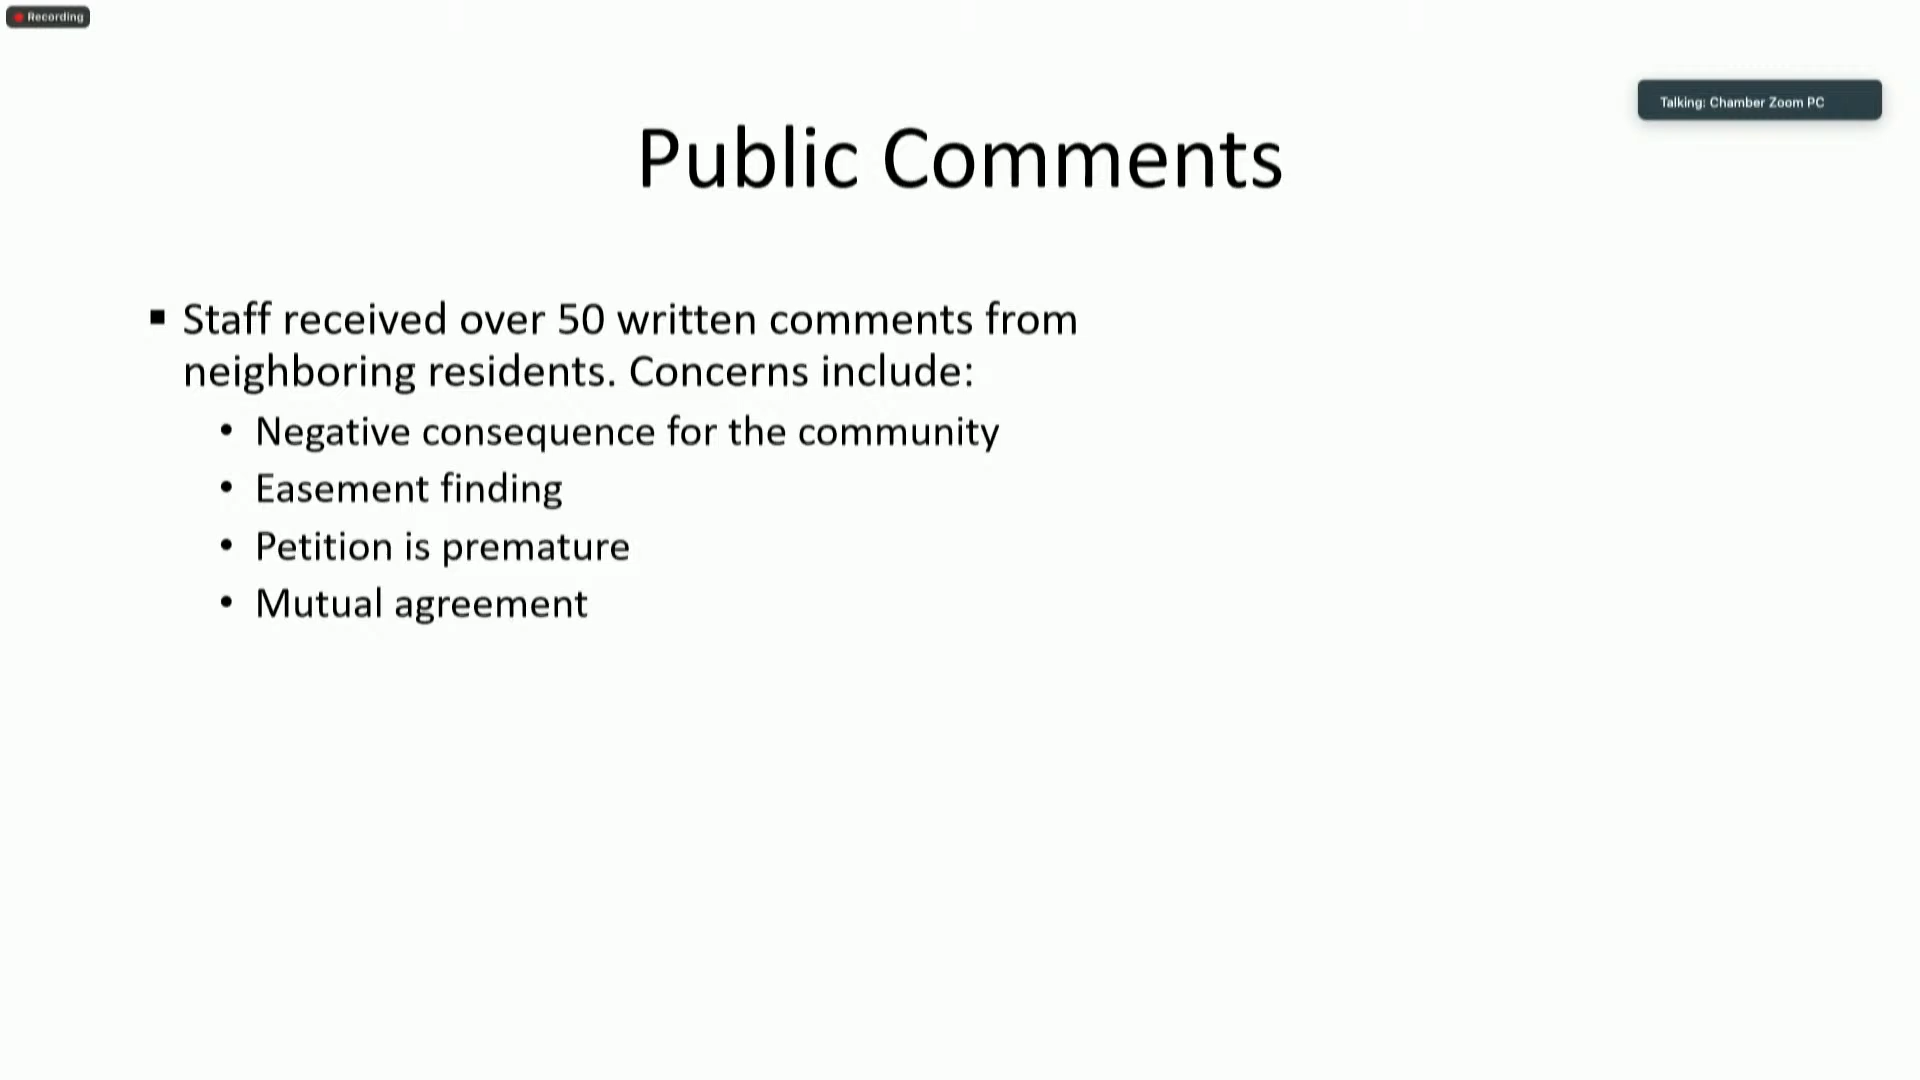 Recording
Talking: Chamber Zoom PC
Public Comments
▪ Staff received over 50 written comments from
neighboring residents. Concerns include:
• Negative consequence for the community
• Easement finding
• Petition is premature
• Mutual agreement